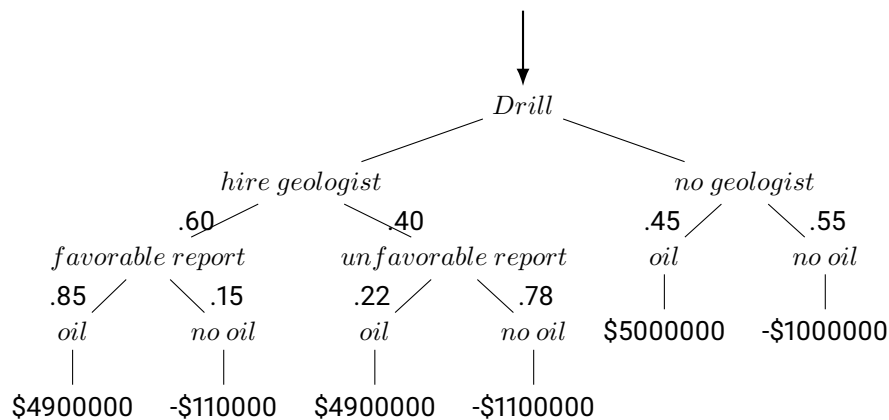 Drill
hire geologist no geologist
.60 .40 .45 .55
favorable report unfavorable report oil no oil
.85 .15 .22 .78
oil no oil oil no oil $5000000 -$1000000
$4900000 -$110000 $4900000 -$1100000